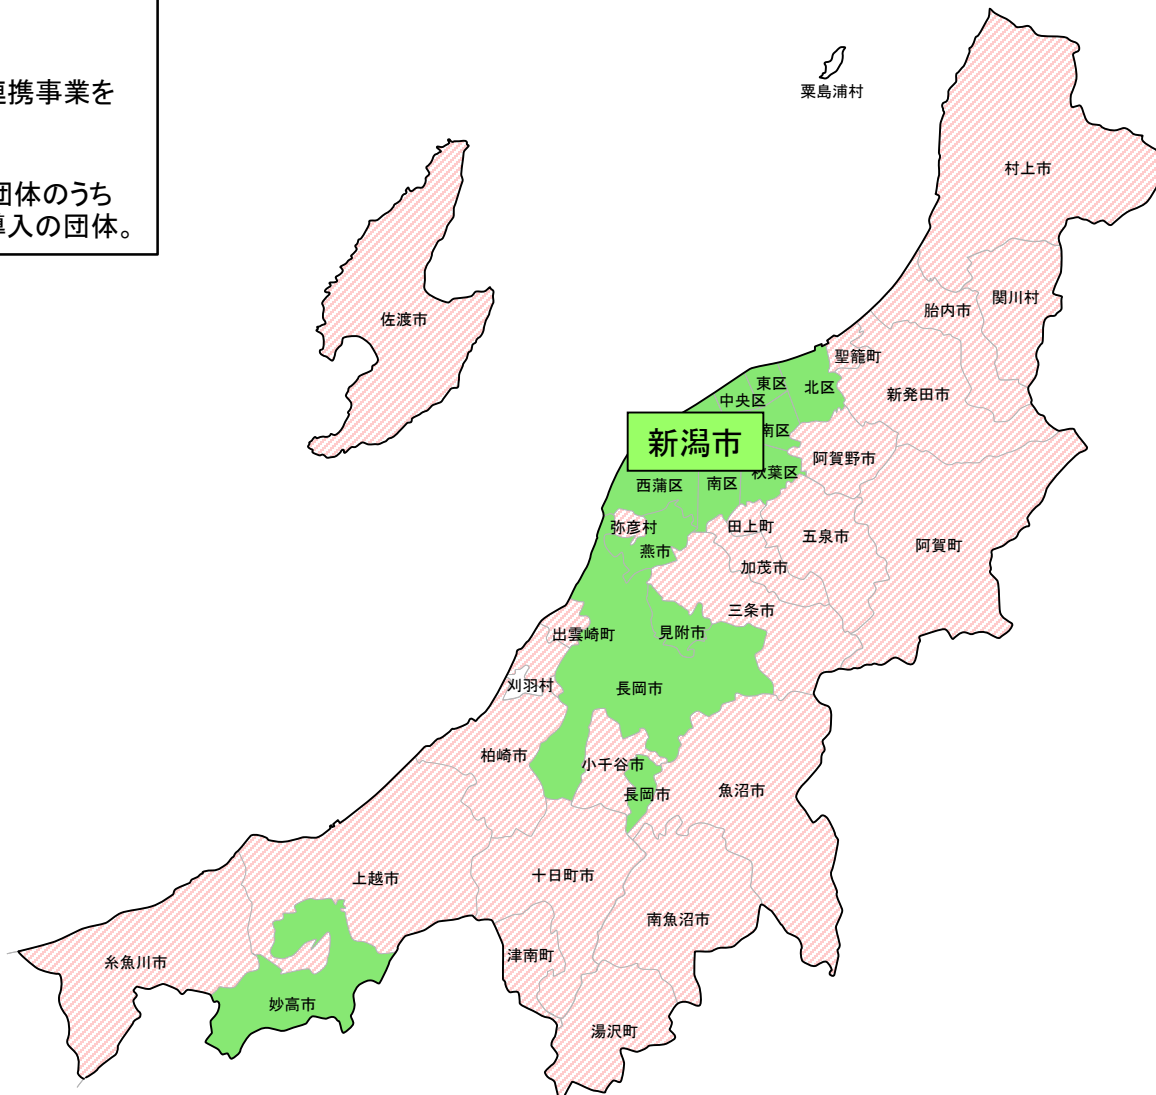 連携事業を
団体のうち
導入の団体。
粟島浦村
村上市
関川村
胎内市
佐渡市
聖籠町
新発田市
北区
東区
中央区
南区
新潟市
阿賀野市
秋葉区
西蒲区
南区
弥彦村
田上町
五泉市
阿賀町
燕市
加茂市
三条市
出雲崎町
見附市
刈羽村
長岡市
柏崎市
小千谷市
長岡市
魚沼市
上越市
十日町市
南魚沼市
糸魚川市
津南町
妙高市
湯沢町